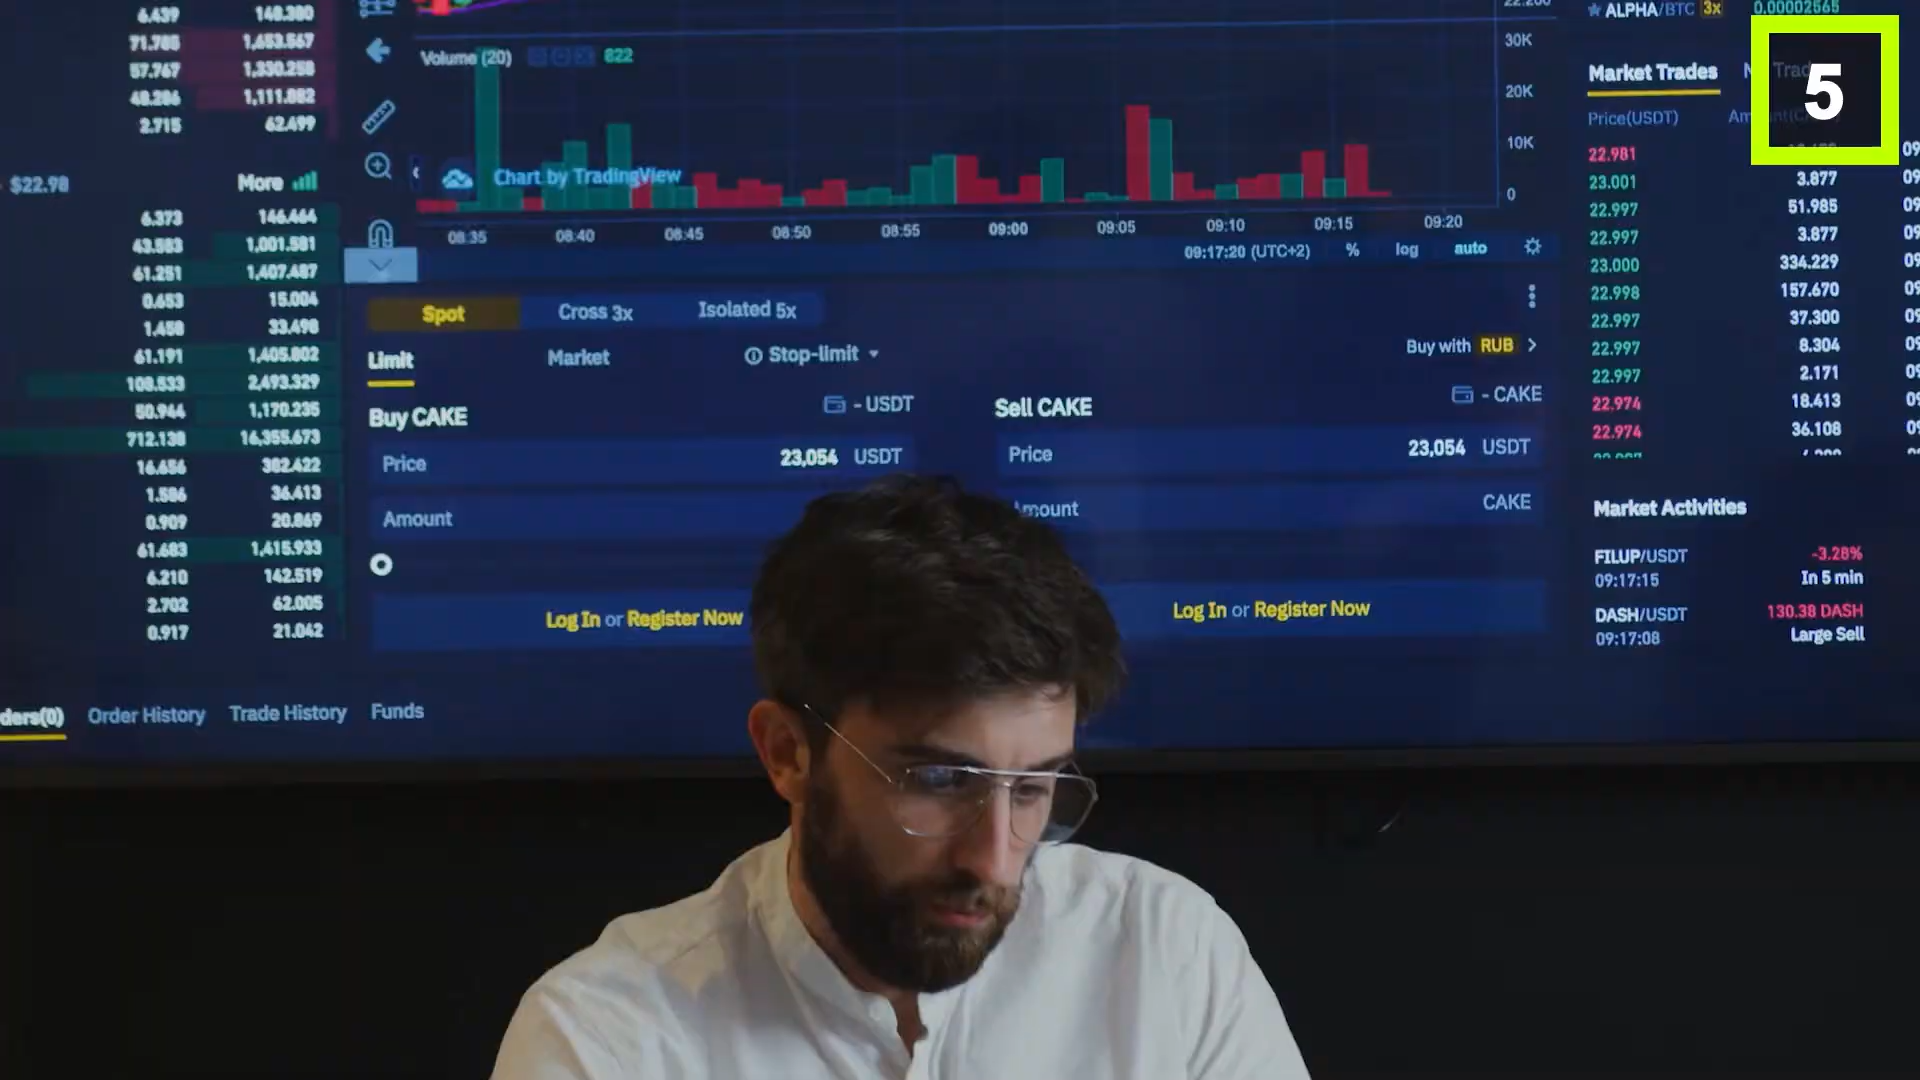 6.439 148.380
71.785 1,653.567
57.767 1,330.258
48.286 1,111.882
2.715 62.499
$22.98 More
6.373 146.464
43.583 1,001.581
61.251 1,407.487
0.653 15.004
1.458 33.498
61.191 1,405.802
108.533 2,493.329
50.944 1,170.235
712.138 16,355.673
16.656 382.422
1.586 36.413
0.909 20.869
61.683 1,415.933
6.210 142.519
2.702 62.005
0.917 21.042
Volume (20) 822
Chart by TradingView
30K
20K
10K
0
08:35 08:40 08:45 08:50 08:55 09:00 09:05 09:10 09:15 09:20
09:17:20 (UTC+2) % log auto
Spot Cross 3x Isolated 5x
Limit Market Stop-limit
Buy with RUB
Buy CAKE - USDT
Price 23,054 USDT
Amount
Log In or Register Now
Sell CAKE - CAKE
Price 23,054 USDT
Amount CAKE
Log In or Register Now
ALPHA/BTC 3x 0.00002565
5
Market Trades
Price(USDT)
22.981
23.001 3.877
22.997 51.985
22.997 3.877
23.000 334.229
22.998 157.670
22.997 37.300
22.997 8.304
22.997 2.171
22.974 18.413
22.974 36.108
Market Activities
FILUP/USDT -3.28%
09:17:15 In 5 min
DASH/USDT 130.38 DASH
09:17:08 Large Sell
ders(0) Order History Trade History Funds